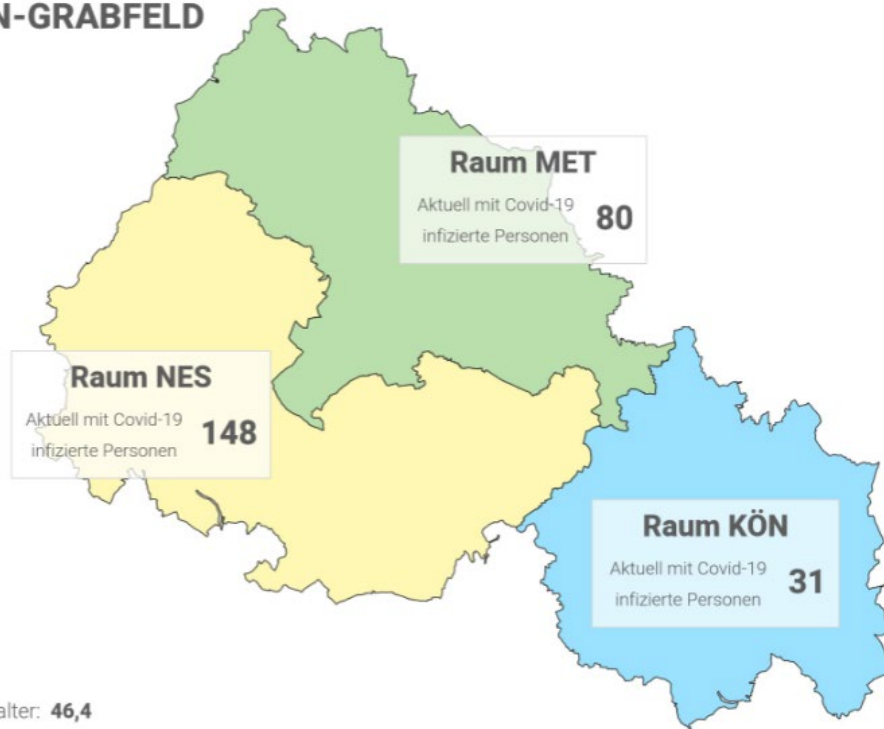 N-GRABFELD
Raum MET
Aktuell mit Covid-19
infizierte Personen
80
Raum NES
Aktuell mit Covid-19
infizierte Personen
148
Raum KÖN
Aktuell mit Covid-19
infizierte Personen
31
alter: 46,4